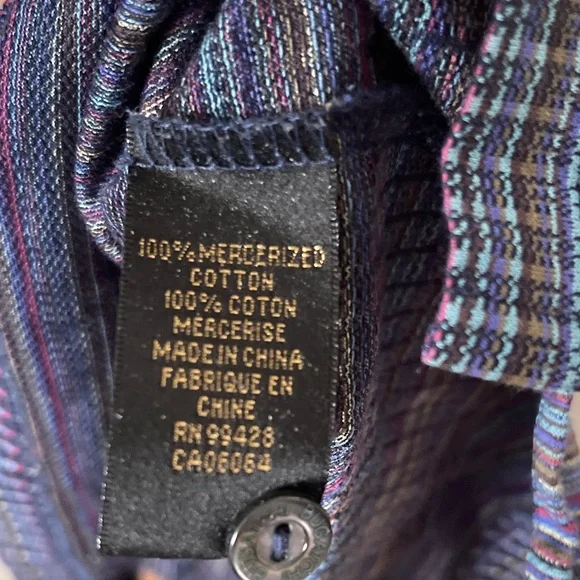 100% MERCERIZED
COTTON
100% COTON
MERCERISE
MADE IN CHINA
FABRIQUE EN
CHINE
RN 99428
CA06064